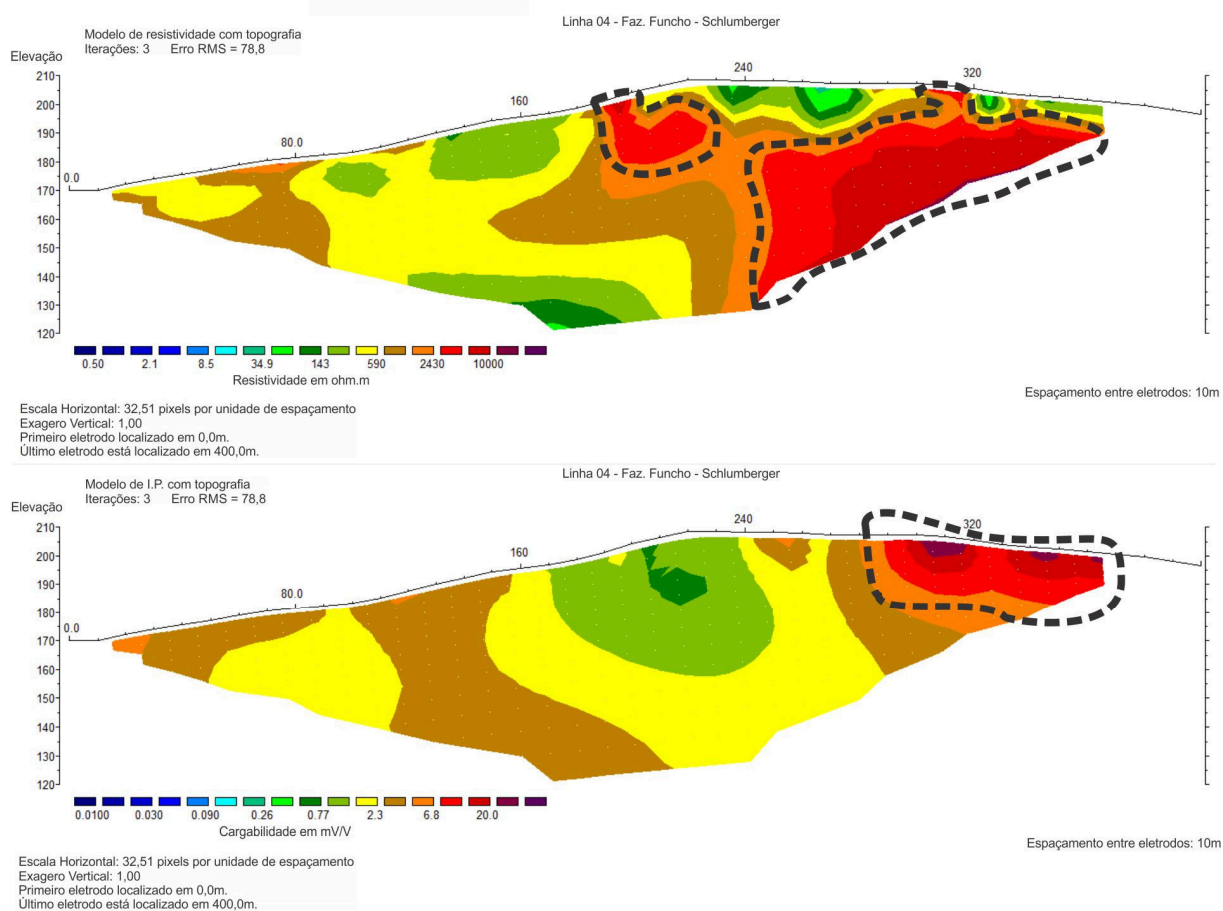 Linha 04 - Faz. Funcho - Schlumberger
Modelo de resistividade com topografia
Iterações: 3 Erro RMS = 78,8
Elevação
210
200
190
180
170
160
150
140
130
120
0.0
80.0
160
240
320
0.50 2.1 8.5 34.9 143 590 2430 10000
Resistividade em ohm.m
Espaçamento entre eletrodos: 10m
Escala Horizontal: 32,51 pixels por unidade de espaçamento
Exagero Vertical: 1,00
Primeiro eletrodo localizado em 0,0m.
Último eletrodo está localizado em 400,0m.
Linha 04 - Faz. Funcho - Schlumberger
Modelo de I.P. com topografia
Iterações: 3 Erro RMS = 78,8
Elevação
210
200
190
180
170
160
150
140
130
120
0.0
80.0
160
240
320
0.0100 0.030 0.090 0.26 0.77 2.3 6.8 20.0
Cargabilidade em mV/V
Espaçamento entre eletrodos: 10m
Escala Horizontal: 32,51 pixels por unidade de espaçamento
Exagero Vertical: 1,00
Primeiro eletrodo localizado em 0,0m.
Último eletrodo está localizado em 400,0m.